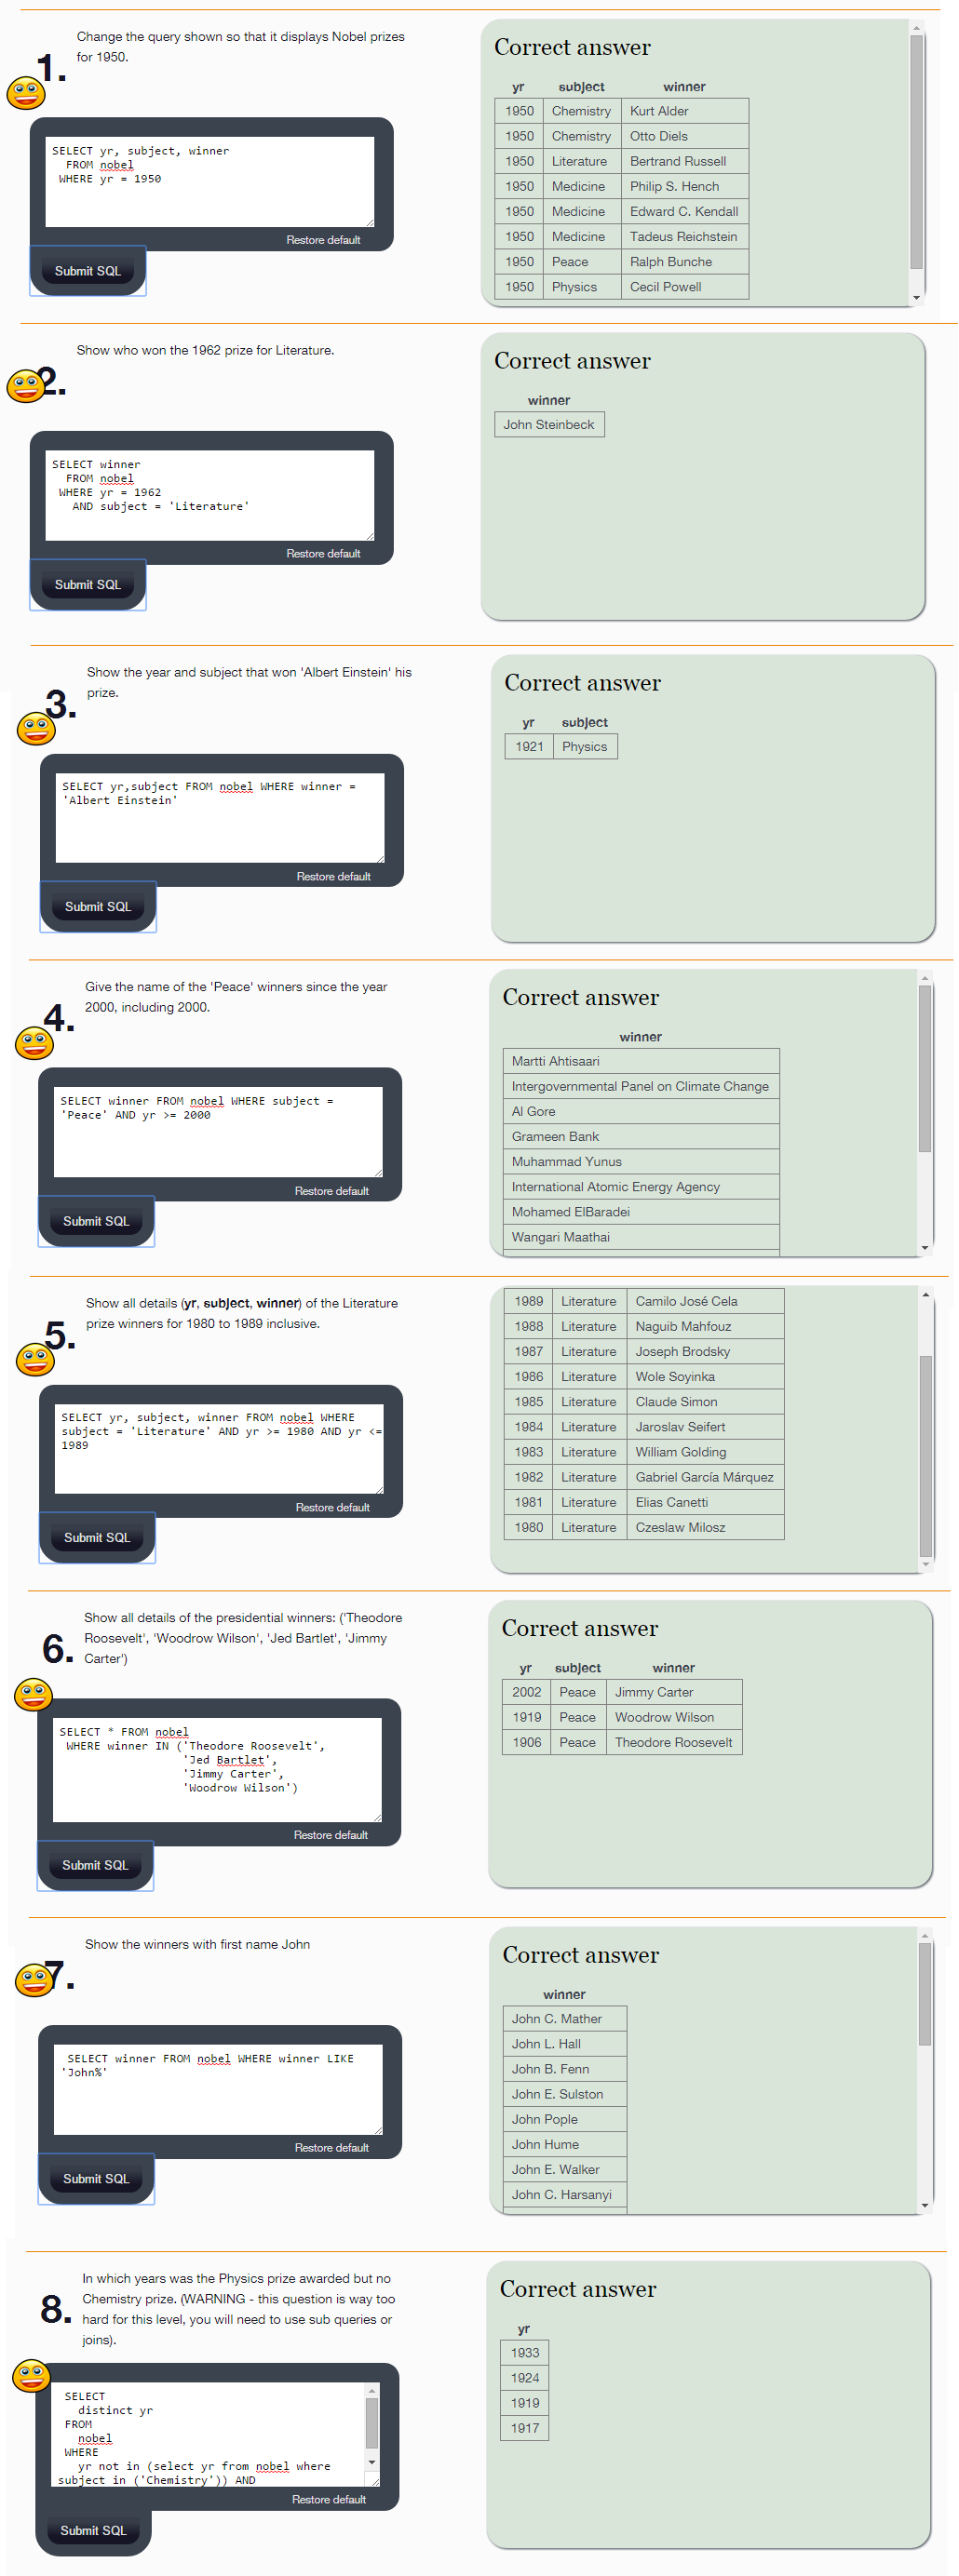 Change the query shown so that it displays Nobel prizes
for 1950.
1.
SELECT yr, subject, winner
FROM nobel
WHERE yr = 1950
Restore default
Submit SQL
Correct answer
yr subject winner
1950 Chemistry Kurt Alder
1950 Chemistry Otto Diels
1950 Literature Bertrand Russell
1950 Medicine Philip S. Hench
1950 Medicine Edward C. Kendall
1950 Medicine Tadeus Reichstein
1950 Peace Ralph Bunche
1950 Physics Cecil Powell
Show who won the 1962 prize for Literature.
2.
SELECT winner
FROM nobel
WHERE yr = 1962
AND subject = 'Literature'
Restore default
Submit SQL
Correct answer
winner
John Steinbeck
Show the year and subject that won 'Albert Einstein' his
prize.
3.
SELECT yr,subject FROM nobel WHERE winner =
'Albert Einstein'
Restore default
Submit SQL
Correct answer
yr subject
1921 Physics
Give the name of the 'Peace' winners since the year
2000, including 2000.
4.
SELECT winner FROM nobel WHERE subject =
'Peace' AND yr >= 2000
Restore default
Submit SQL
Correct answer
winner
Martti Ahtisaari
Intergovernmental Panel on Climate Change
Al Gore
Grameen Bank
Muhammad Yunus
International Atomic Energy Agency
Mohamed ElBaradei
Wangari Maathai
Show all details (yr, subject, winner) of the Literature
prize winners for 1980 to 1989 inclusive.
5.
SELECT yr, subject, winner FROM nobel WHERE
subject = 'Literature' AND yr >= 1980 AND yr <=
1989
Restore default
Submit SQL
1989 Literature Camilo José Cela
1988 Literature Naguib Mahfouz
1987 Literature Joseph Brodsky
1986 Literature Wole Soyinka
1985 Literature Claude Simon
1984 Literature Jaroslav Seifert
1983 Literature William Golding
1982 Literature Gabriel García Márquez
1981 Literature Elias Canetti
1980 Literature Czeslaw Milosz
Show all details of the presidential winners: ('Theodore
Roosevelt', 'Woodrow Wilson', 'Jed Bartlet', 'Jimmy
Carter')
6.
SELECT * FROM nobel
WHERE winner IN ('Theodore Roosevelt',
'Jed Bartlet',
'Jimmy Carter',
'Woodrow Wilson')
Restore default
Submit SQL
Correct answer
yr subject winner
2002 Peace Jimmy Carter
1919 Peace Woodrow Wilson
1906 Peace Theodore Roosevelt
Show the winners with first name John
7.
SELECT winner FROM nobel WHERE winner LIKE
'John%'
Restore default
Submit SQL
Correct answer
winner
John C. Mather
John L. Hall
John B. Fenn
John E. Sulston
John Pople
John Hume
John E. Walker
John C. Harsanyi
In which years was the Physics prize awarded but no
Chemistry prize. (WARNING - this question is way too
hard for this level, you will need to use sub queries or
joins).
8.
SELECT
distinct yr
FROM
nobel
WHERE
yr not in (select yr from nobel where
subject in ('Chemistry')) AND
Restore default
Submit SQL
Correct answer
yr
1933
1924
1919
1917